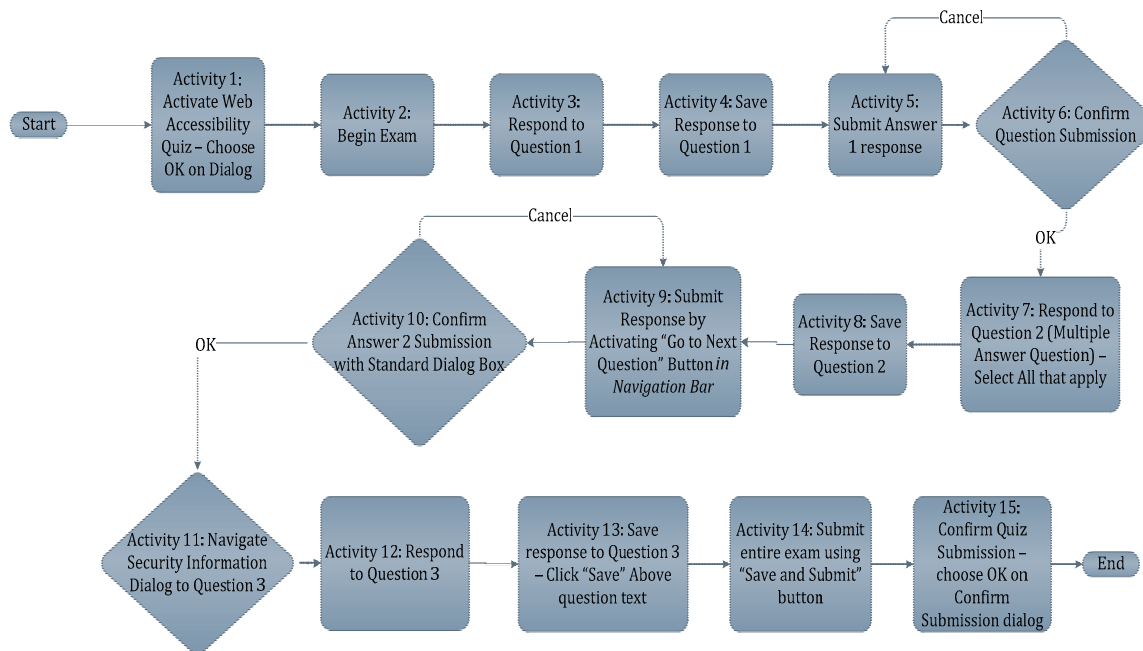 Cancel
Start
Activity 1:
Activate Web
Accessibility
Quiz – Choose
OK on Dialog
Activity 2:
Begin Exam
Activity 3:
Respond to
Question 1
Activity 4: Save
Response to
Question 1
Activity 5:
Submit Answer
1 response
Activity 6: Confirm
Question Submission
OK
Cancel
Activity 7: Respond to
Question 2 (Multiple
Answer Question) –
Select All that apply
Activity 8: Save
Response to
Question 2
Activity 9: Submit
Response by
Activating “Go to Next
Question” Button in
Navigation Bar
Activity 10: Confirm
Answer 2 Submission
with Standard Dialog Box
OK
Activity 11: Navigate
Security Information
Dialog to Question 3
Activity 12: Respond
to Question 3
Activity 13: Save
response to Question 3
– Click “Save” Above
question text
Activity 14: Submit
entire exam using
“Save and Submit”
button
Activity 15:
Confirm Quiz
Submission –
choose OK on
Confirm
Submission dialog
End